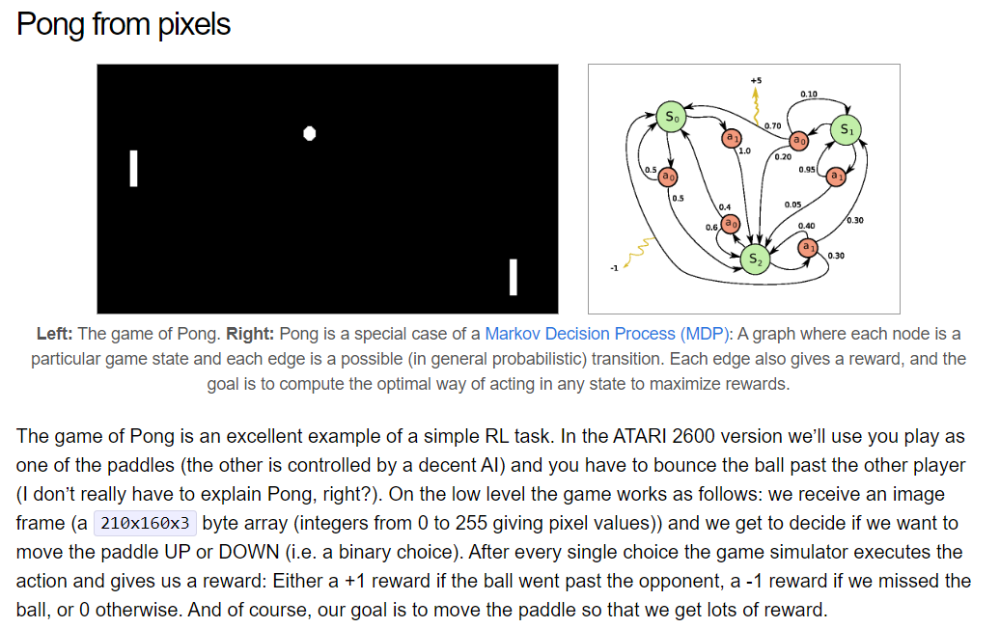 Pong from pixels
+5
0.10
S0
S1
a1
0.70
a0
1.0
0.20
0.5
a0
0.95
a1
0.5
0.4
0.05
0.6
a0
0.40
0.30
a1
S2
0.30
-1
Left: The game of Pong. Right: Pong is a special case of a Markov Decision Process (MDP): A graph where each node is a
particular game state and each edge is a possible (in general probabilistic) transition. Each edge also gives a reward, and the
goal is to compute the optimal way of acting in any state to maximize rewards.
The game of Pong is an excellent example of a simple RL task. In the ATARI 2600 version we’ll use you play as
one of the paddles (the other is controlled by a decent AI) and you have to bounce the ball past the other player
(I don’t really have to explain Pong, right?). On the low level the game works as follows: we receive an image
frame (a 210x160x3 byte array (integers from 0 to 255 giving pixel values)) and we get to decide if we want to
move the paddle UP or DOWN (i.e. a binary choice). After every single choice the game simulator executes the
action and gives us a reward: Either a +1 reward if the ball went past the opponent, a -1 reward if we missed the
ball, or 0 otherwise. And of course, our goal is to move the paddle so that we get lots of reward.